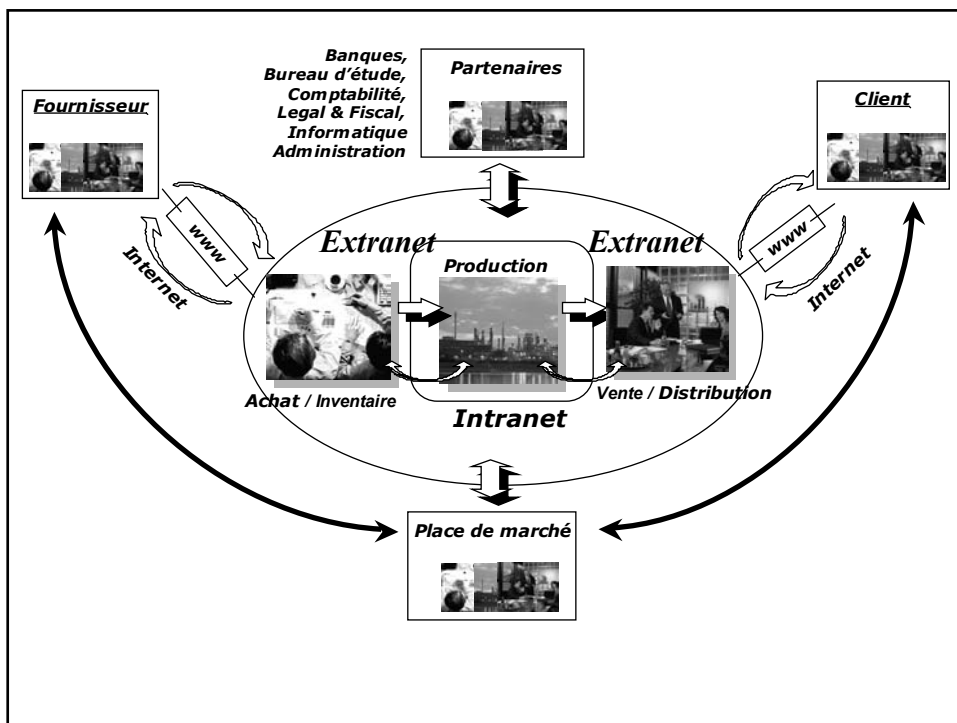 Banques,
Bureau d'étude,
Comptabilité,
Legal & Fiscal,
Informatique
Administration
Partenaires
Fournisseur
Client
www
Internet
www
Internet
Extranet
Extranet
Production
Achat / Inventaire
Vente / Distribution
Intranet
Place de marché